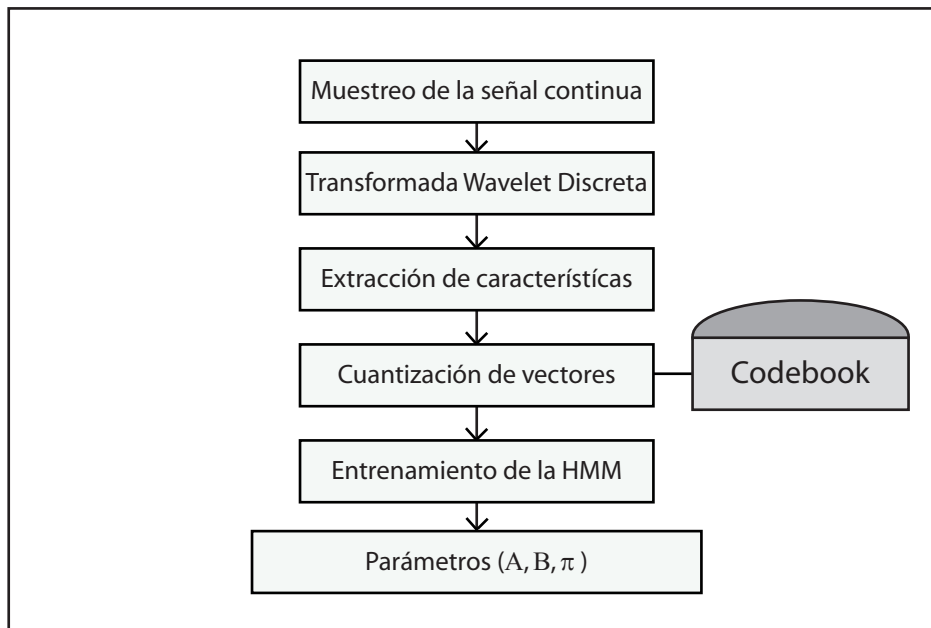 Muestreo de la señal continua
Transformada Wavelet Discreta
Extracción de característícas
Cuantización de vectores
Codebook
Entrenamiento de la HMM
Parámetros (A, B, π )